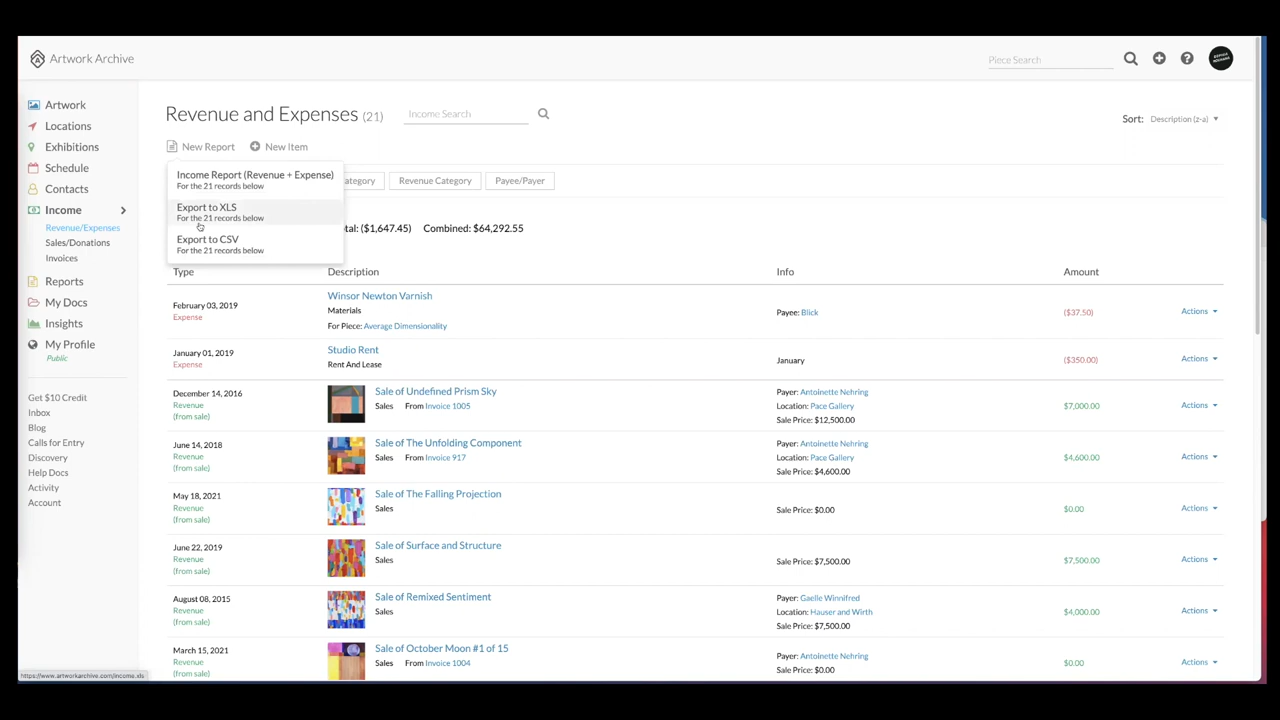 Artwork Archive
Piece Search
Artwork
Locations
Exhibitions
Schedule
Contacts
Income
Revenue/Expenses
Sales/Donations
Invoices
Reports
My Docs
Insights
My Profile
Public
Get $10 Credit
Inbox
Blog
Calls for Entry
Discovery
Help Docs
Activity
Account
Revenue and Expenses (21)
Income Search
Sort: Description (z-a)
New Report New Item
Income Report (Revenue + Expense)
For the 21 records below
Export to XLS
For the 21 records below
Export to CSV
For the 21 records below
Revenue Category Payee/Payer
($1,647.45) Combined: $64,292.55
Type Description Info Amount
February 03, 2019
Expense
Winsor Newton Varnish
Materials
For Piece: Average Dimensionality
Payee: Blick
($37.50)
Actions
January 01, 2019
Expense
Studio Rent
Rent And Lease
January
($350.00)
Actions
December 14, 2016
Revenue
(from sale)
Sale of Undefined Prism Sky
Sales From Invoice 1005
Payer: Antoinette Nehring
Location: Pace Gallery
Sale Price: $12,500.00
$7,000.00
Actions
June 14, 2018
Revenue
(from sale)
Sale of The Unfolding Component
Sales From Invoice 917
Payer: Antoinette Nehring
Location: Pace Gallery
Sale Price: $4,600.00
$4,600.00
Actions
May 18, 2021
Revenue
(from sale)
Sale of The Falling Projection
Sales
Sale Price: $0.00
$0.00
Actions
June 22, 2019
Revenue
(from sale)
Sale of Surface and Structure
Sales
Sale Price: $7,500.00
$7,500.00
Actions
August 08, 2015
Revenue
(from sale)
Sale of Remixed Sentiment
Sales
Payer: Gaelle Winnifred
Location: Hauser and Wirth
Sale Price: $7,500.00
$4,000.00
Actions
March 15, 2021
Revenue
(from sale)
Sale of October Moon #1 of 15
Sales From Invoice 1004
Payer: Antoinette Nehring
Sale Price: $0.00
$0.00
Actions
https://www.artworkarchive.com/income.xls